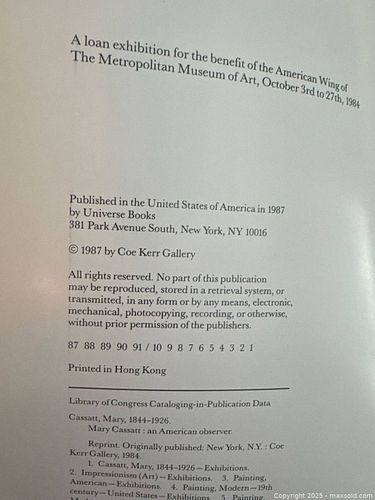 A loan exhibition for the benefit of the American Wing of
The Metropolitan Museum of Art, October 3rd to 27th, 1984
Published in the United States of America in 1987
by Universe Books
381 Park Avenue South, New York, NY 10016
© 1987 by Coe Kerr Gallery
All rights reserved. No part of this publication
may be reproduced, stored in a retrieval system, or
transmitted, in any form or by any means, electronic,
mechanical, photocopying, recording, or otherwise,
without prior permission of the publishers.
87 88 89 90 91 / 10 9 8 7 6 5 4 3 2 1
Printed in Hong Kong
Library of Congress Cataloging-in-Publication Data
Cassatt, Mary, 1844-1926.
Mary Cassatt : an American observer.
Reprint. Originally published: New York, N.Y. : Coe
Kerr Gallery, 1984.
1. Cassatt, Mary, 1844-1926—Exhibitions.
2. Impressionism (Art)—Exhibitions. 3. Painting,
American—Exhibitions. 4. Painting, Modern—19th
century—United States—Exhibitions. 5. Painting,
Copyright 2025 - maxsold.com